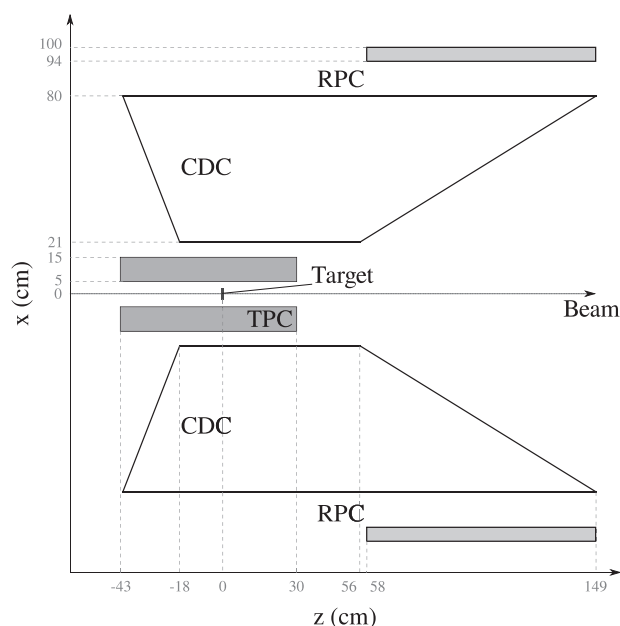 100
94
RPC
80
CDC
21
15
Target
5
0
Beam
TPC
x (cm)
CDC
RPC
-43 -18 0 30 56 58 149
z (cm)